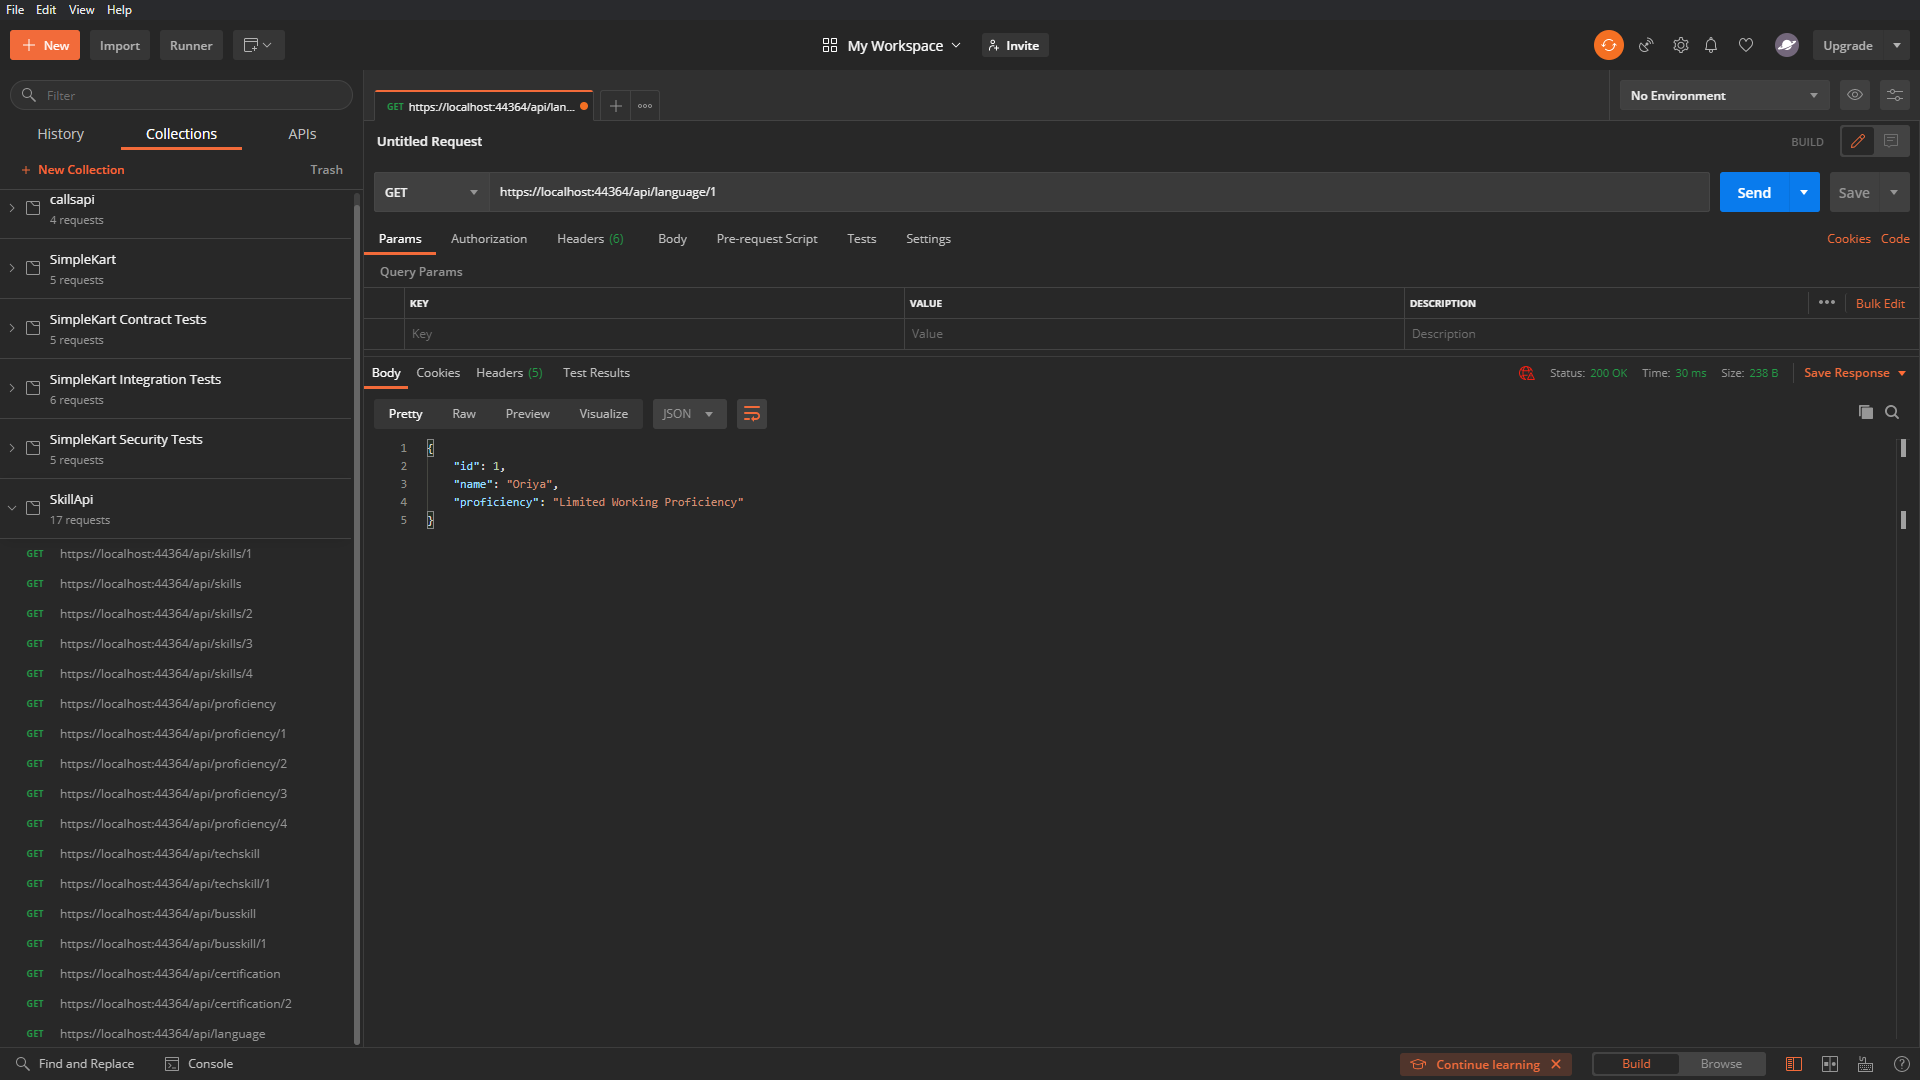 File Edit View Help
New Import Runner My Workspace Invite Upgrade
Filter
History Collections APIs
New Collection Trash
callsapi
4 requests
SimpleKart
5 requests
SimpleKart Contract Tests
5 requests
SimpleKart Integration Tests
6 requests
SimpleKart Security Tests
5 requests
SkillApi
17 requests
GET https://localhost:44364/api/skills/1
GET https://localhost:44364/api/skills
GET https://localhost:44364/api/skills/2
GET https://localhost:44364/api/skills/3
GET https://localhost:44364/api/skills/4
GET https://localhost:44364/api/proficiency
GET https://localhost:44364/api/proficiency/1
GET https://localhost:44364/api/proficiency/2
GET https://localhost:44364/api/proficiency/3
GET https://localhost:44364/api/proficiency/4
GET https://localhost:44364/api/techskill
GET https://localhost:44364/api/techskill/1
GET https://localhost:44364/api/busskill
GET https://localhost:44364/api/busskill/1
GET https://localhost:44364/api/certification
GET https://localhost:44364/api/certification/2
GET https://localhost:44364/api/language
GET https://localhost:44364/api/lan... No Environment
Untitled Request BUILD
GET https://localhost:44364/api/language/1 Send Save
Params Authorization Headers (6) Body Pre-request Script Tests Settings Cookies Code
Query Params
KEY VALUE DESCRIPTION Bulk Edit
Key Value Description
Body Cookies Headers (5) Test Results Status: 200 OK Time: 30 ms Size: 238 B Save Response
Pretty Raw Preview Visualize JSON
1 {
2 "id": 1,
3 "name": "Oriya",
4 "proficiency": "Limited Working Proficiency"
5 }
Find and Replace Console Continue learning Build Browse